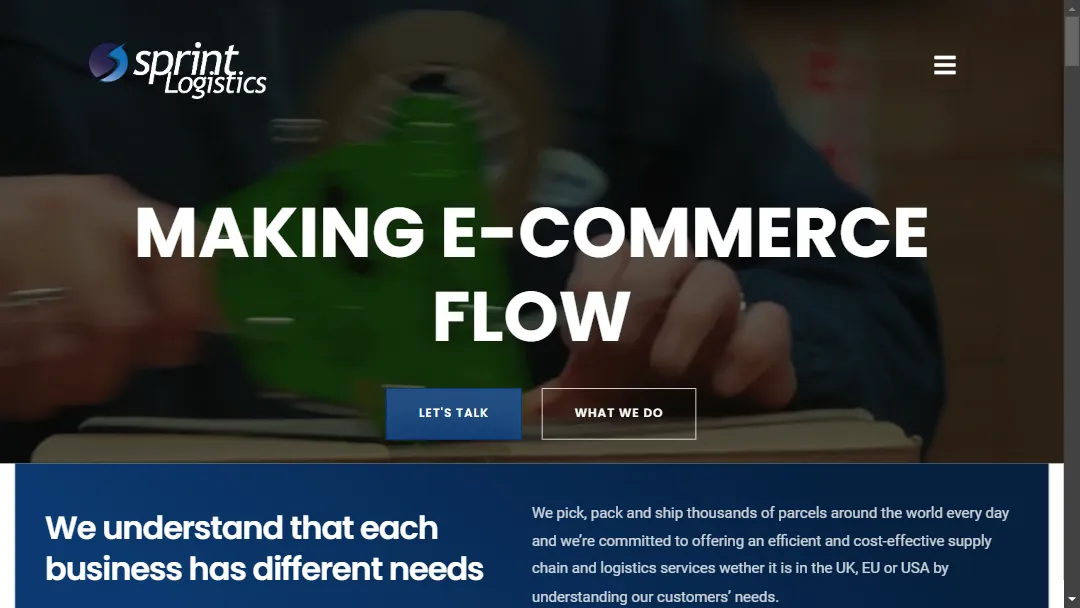 sprint
Logistics
MAKING E-COMMERCE
FLOW
LET'S TALK
WHAT WE DO
We understand that each
business has different needs
We pick, pack and ship thousands of parcels around the world every day
and we’re committed to offering an efficient and cost-effective supply
chain and logistics services wether it is in the UK, EU or USA by
understanding our customers’ needs.